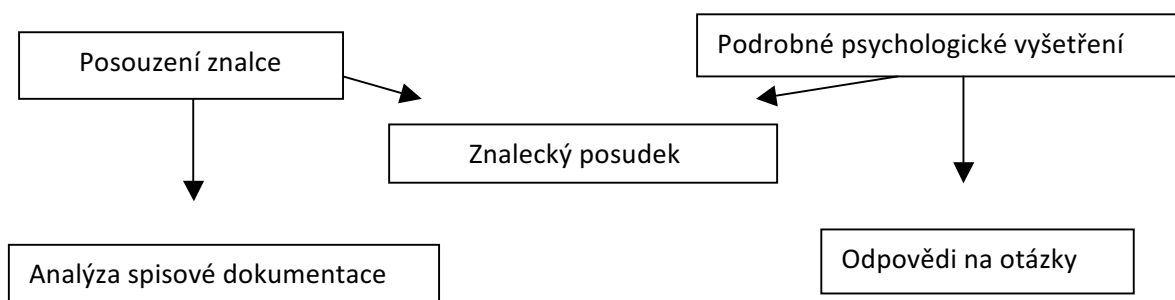 Posouzení znalce
Podrobné psychologické vyšetření
Znalecký posudek
Analýza spisové dokumentace
Odpovědi na otázky